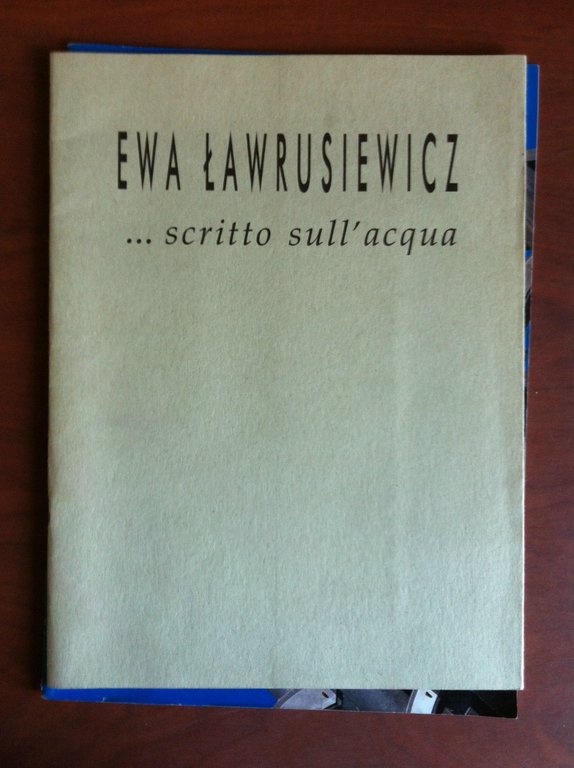 EWA ŁAWRUSIEWICZ
... scritto sull'acqua